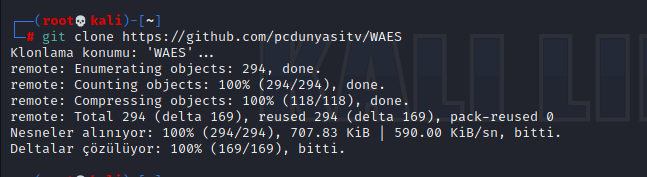 (root💀kali)-[~]
# git clone https://github.com/pcdunyasitv/WAES
Klonlama konumu: 'WAES'...
remote: Enumerating objects: 294, done.
remote: Counting objects: 100% (294/294), done.
remote: Compressing objects: 100% (118/118), done.
remote: Total 294 (delta 169), reused 294 (delta 169), pack-reused 0
Nesneler alınıyor: 100% (294/294), 707.83 KiB | 590.00 KiB/sn, bitti.
Deltalar çözülüyor: 100% (169/169), bitti.
KALI LI